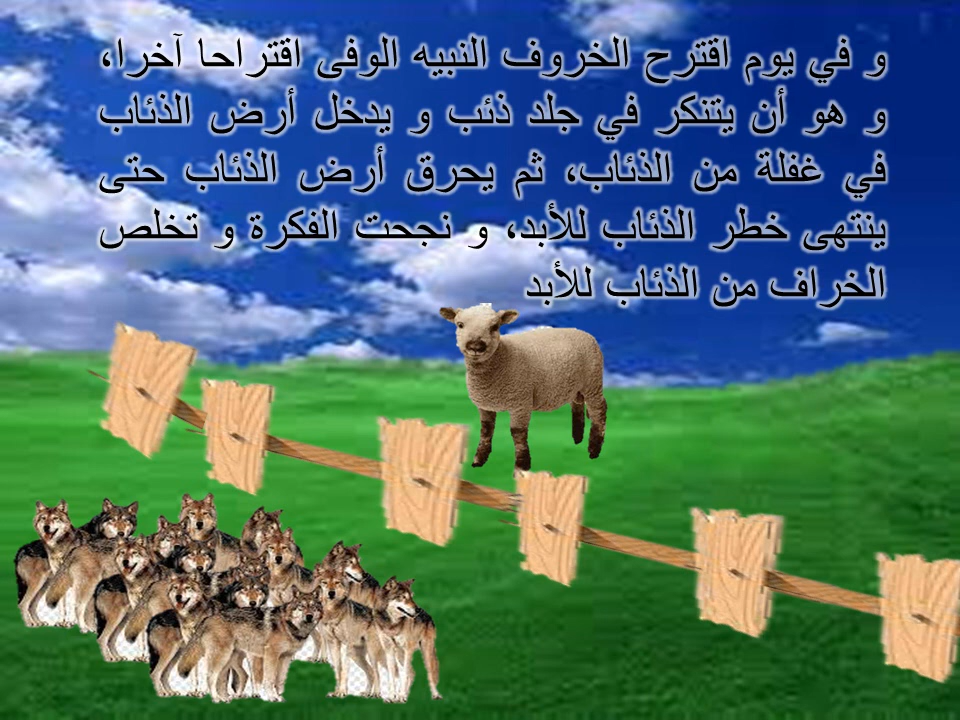 و في يوم اقترح الخروف النبيه الوفى اقتراحا آخرا،
و هو أن يتنكر في جلد ذئب و يدخل أرض الذئاب
في غفلة من الذئاب، ثم يحرق أرض الذئاب حتى
ينتهى خطر الذئاب للأبد، و نجحت الفكرة و تخلص
الخراف من الذئاب للأبد